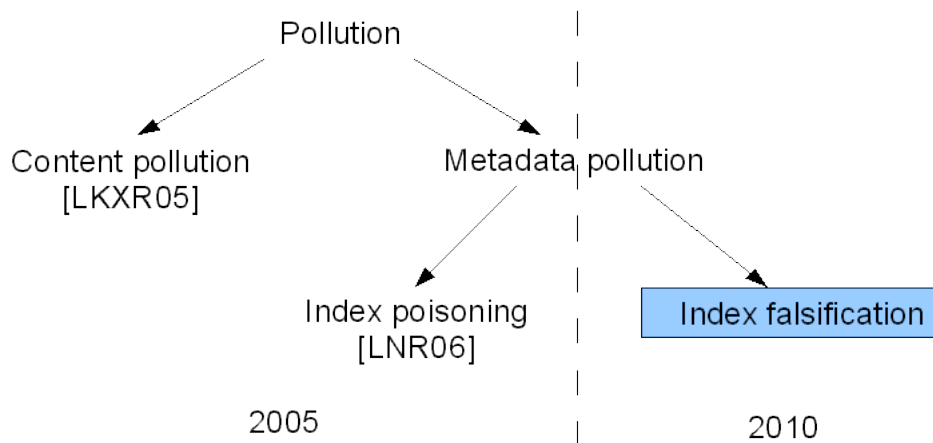 Pollution
Content pollution
[LKXR05]
Metadata pollution
Index poisoning
[LNR06]
Index falsification
2005
2010